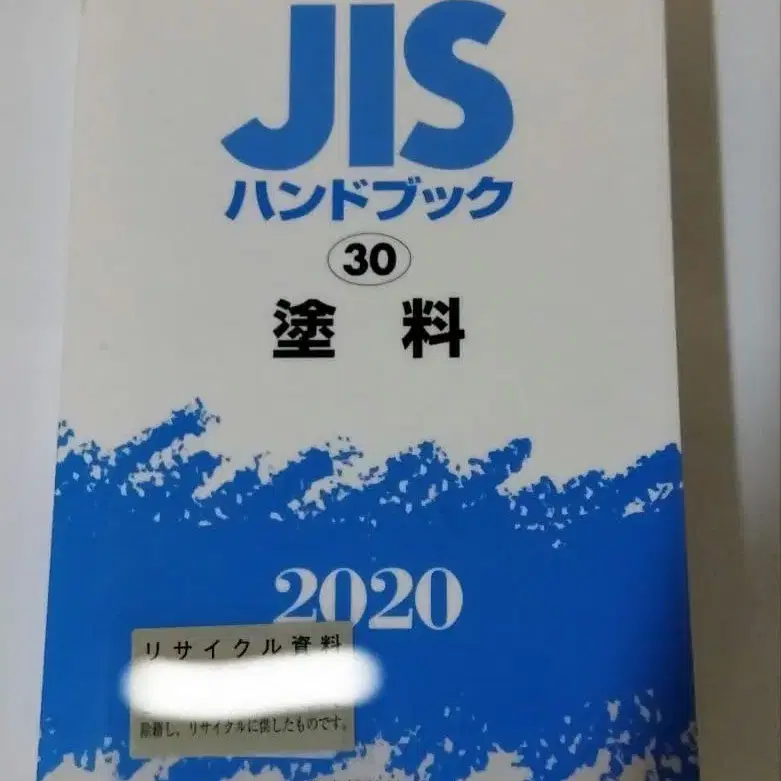 JIS
ハンドブック
30
塗料
2020
リサイクル資料
除籍し、リサイクルに供したものです。